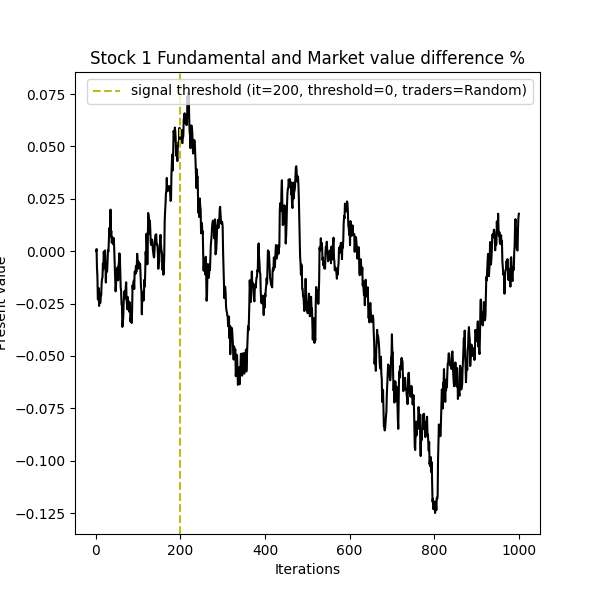 Stock 1 Fundamental and Market value difference %
signal threshold (it=200, threshold=0, traders=Random)
0.075
0.050
0.025
0.000
−0.025
−0.050
−0.075
−0.100
−0.125
Present value
0 200 400 600 800 1000
Iterations